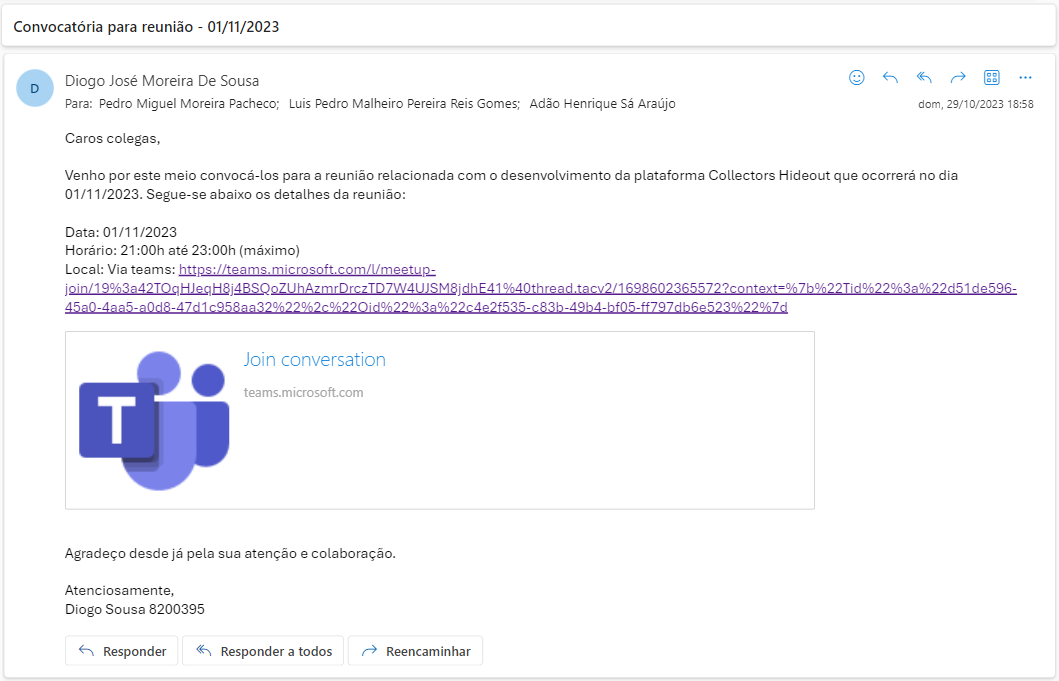 Convocatória para reunião - 01/11/2023
D
Diogo José Moreira De Sousa
Para: Pedro Miguel Moreira Pacheco; Luis Pedro Malheiro Pereira Reis Gomes; Adão Henrique Sá Araújo
dom, 29/10/2023 18:58
Caros colegas,
Venho por este meio convocá-los para a reunião relacionada com o desenvolvimento da plataforma Collectors Hideout que ocorrerá no dia
01/11/2023. Segue-se abaixo os detalhes da reunião:
Data: 01/11/2023
Horário: 21:00h até 23:00h (máximo)
Local: Via teams: https://teams.microsoft.com/l/meetup-
join/19%3a42TOqHJeqH8j4BSQoZUhAzmrDrczTD7W4UJSM8jdhE41%40thread.tacv2/1698602365572?context=%7b%22Tid%22%3a%22d51de596-
45a0-4aa5-a0d8-47d1c958aa32%22%2c%22Oid%22%3a%22c4e2f535-c83b-49b4-bf05-ff797db6e523%22%7d
T
Join conversation
teams.microsoft.com
Agradeço desde já pela sua atenção e colaboração.
Atenciosamente,
Diogo Sousa 8200395
Responder
Responder a todos
Reencaminhar